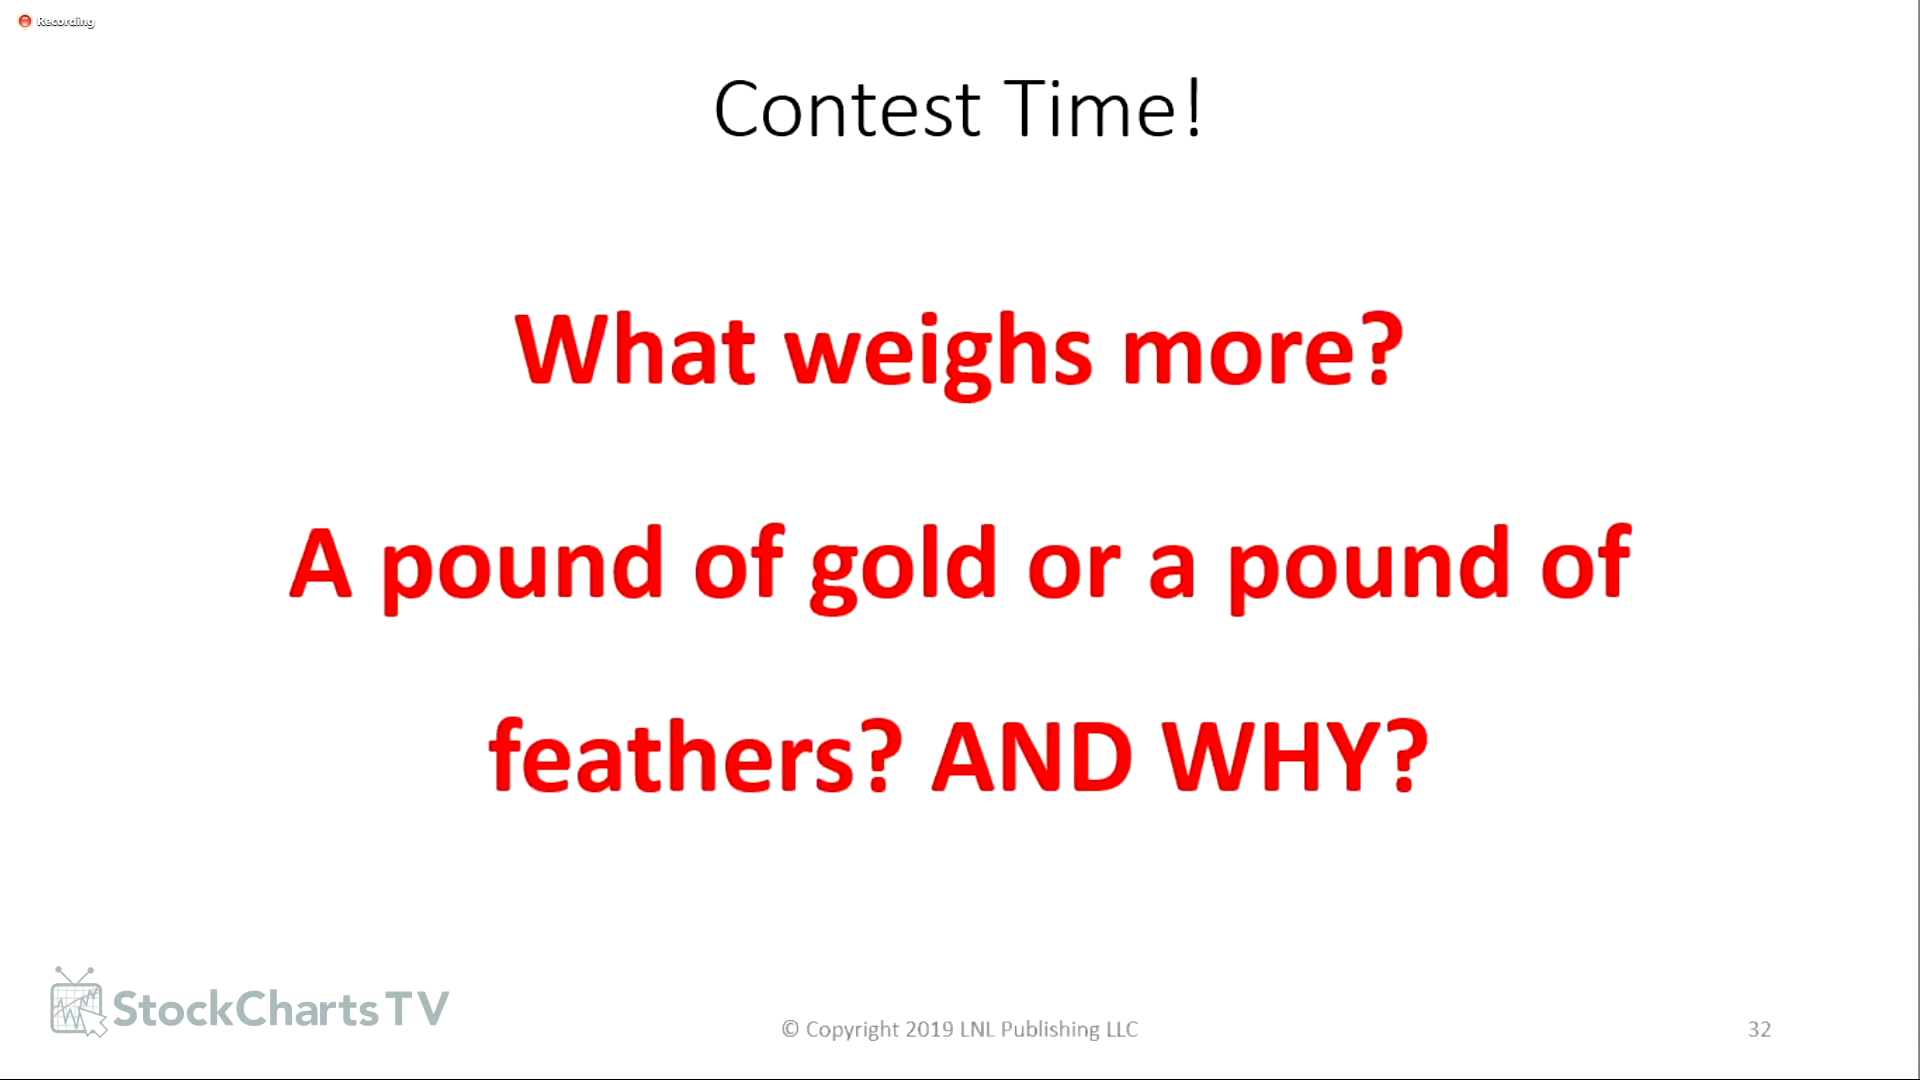 Recording
Contest Time!
What weighs more?
A pound of gold or a pound of
feathers? AND WHY?
StockCharts TV
© Copyright 2019 LNL Publishing LLC
32